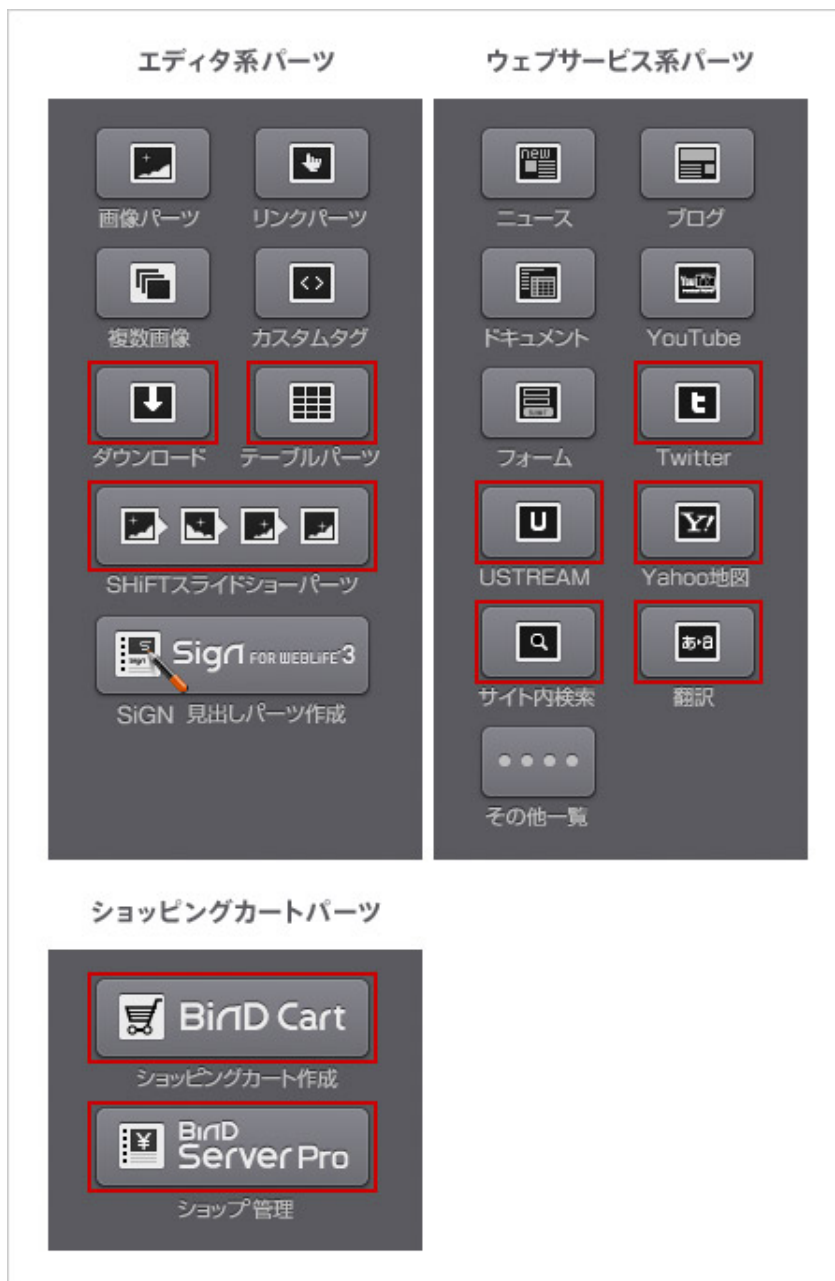 エディタ系パーツ
画像パーツ リンクパーツ
複数画像 カスタムタグ
ダウンロード テーブルパーツ
SHiFTスライドショーパーツ
Sign FOR WEBLiFE*3
SiGN 見出しパーツ作成
ウェブサービス系パーツ
new
ニュース ブログ
You
ドキュメント YouTube
t
フォーム Twitter
U Y!
USTREAM Yahoo地図
あ▸a
サイト内検索 翻訳
その他一覧
ショッピングカートパーツ
BiND Cart
ショッピングカート作成
¥ BiND
Server Pro
ショップ管理